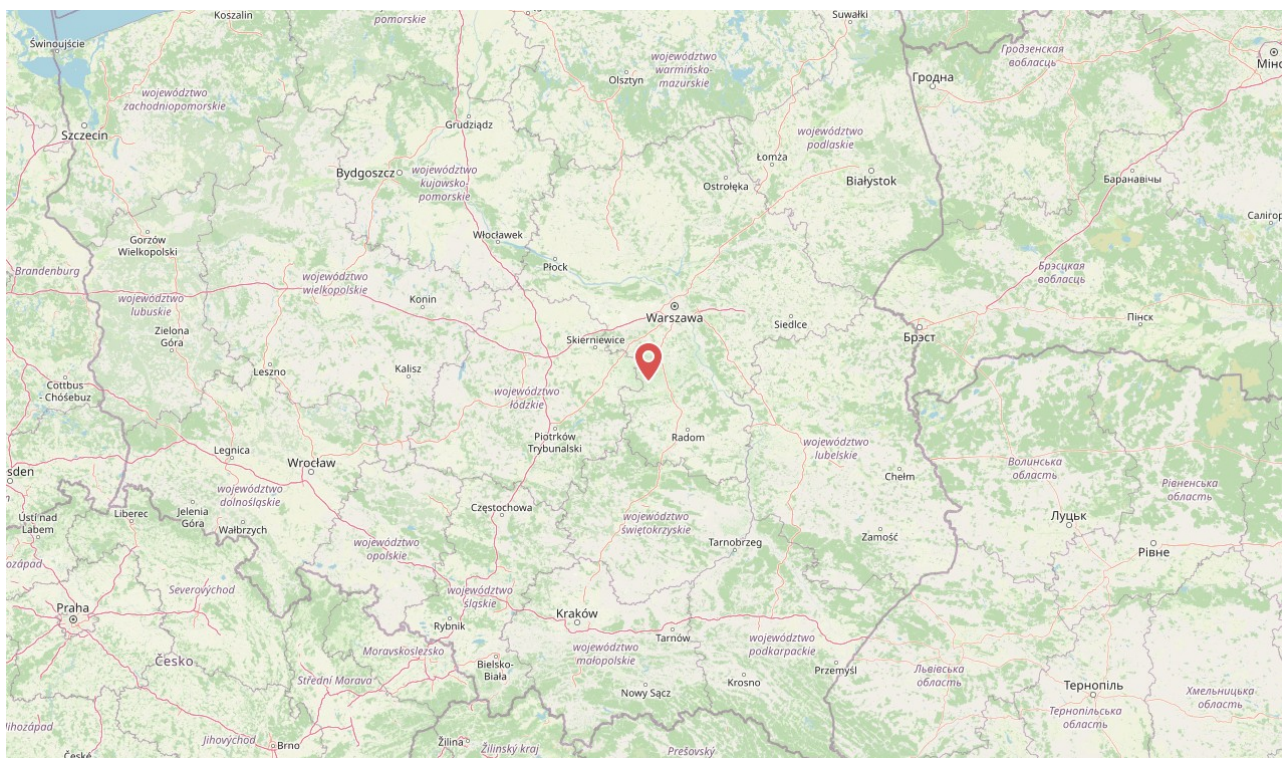 Koszalin
pomorskie
Suwałki
Świnoujście
województwo
warmińsko-
mazurskie
Гродзенская
вобласць
Мінс
Olsztyn
Гродна
województwo
zachodniopomorskie
Szczecin
Grudziądz
województwo
podlaskie
Łomża
Bydgoszcz
województwo
kujawsko-
pomorskie
Ostrołęka
Białystok
Баранавічы
Салігор
Gorzów
Wielkopolski
Włocławek
Płock
Brandenburg
województwo
wielkopolskie
Брэсцкая
вобласць
województwo
lubuskie
Konin
Warszawa
Siedlce
Пінск
Zielona
Góra
Skierniewice
Брэст
Leszno
Kalisz
Cottbus
- Chóśebuz
województwo
łódzkie
Piotrków
Trybunalski
Radom
województwo
lubelskie
Legnica
Wrocław
sden
Chełm
Волинська
область
Рівненська
область
województwo
dolnośląskie
Liberec
Jelenia
Góra
Wałbrzych
Ústí nad
Labem
Częstochowa
województwo
świętokrzyskie
Луцьк
województwo
opolskie
Tarnobrzeg
Zamość
Рівне
ozápad
Severovýchod
województwo
śląskie
Praha
Kraków
Rybnik
Tarnów
województwo
podkarpackie
Česko
Moravskoslezsko
województwo
małopolskie
Bielsko-
Biała
Przemyśl
Львівська
область
Střední Morava
Nowy Sącz
Krosno
Тернопіль
Хмельницька
область
Тернопільська
область
Jihozápad
Jihovýchod
Brno
Žilina
Žilinský kraj
Prešovský
České